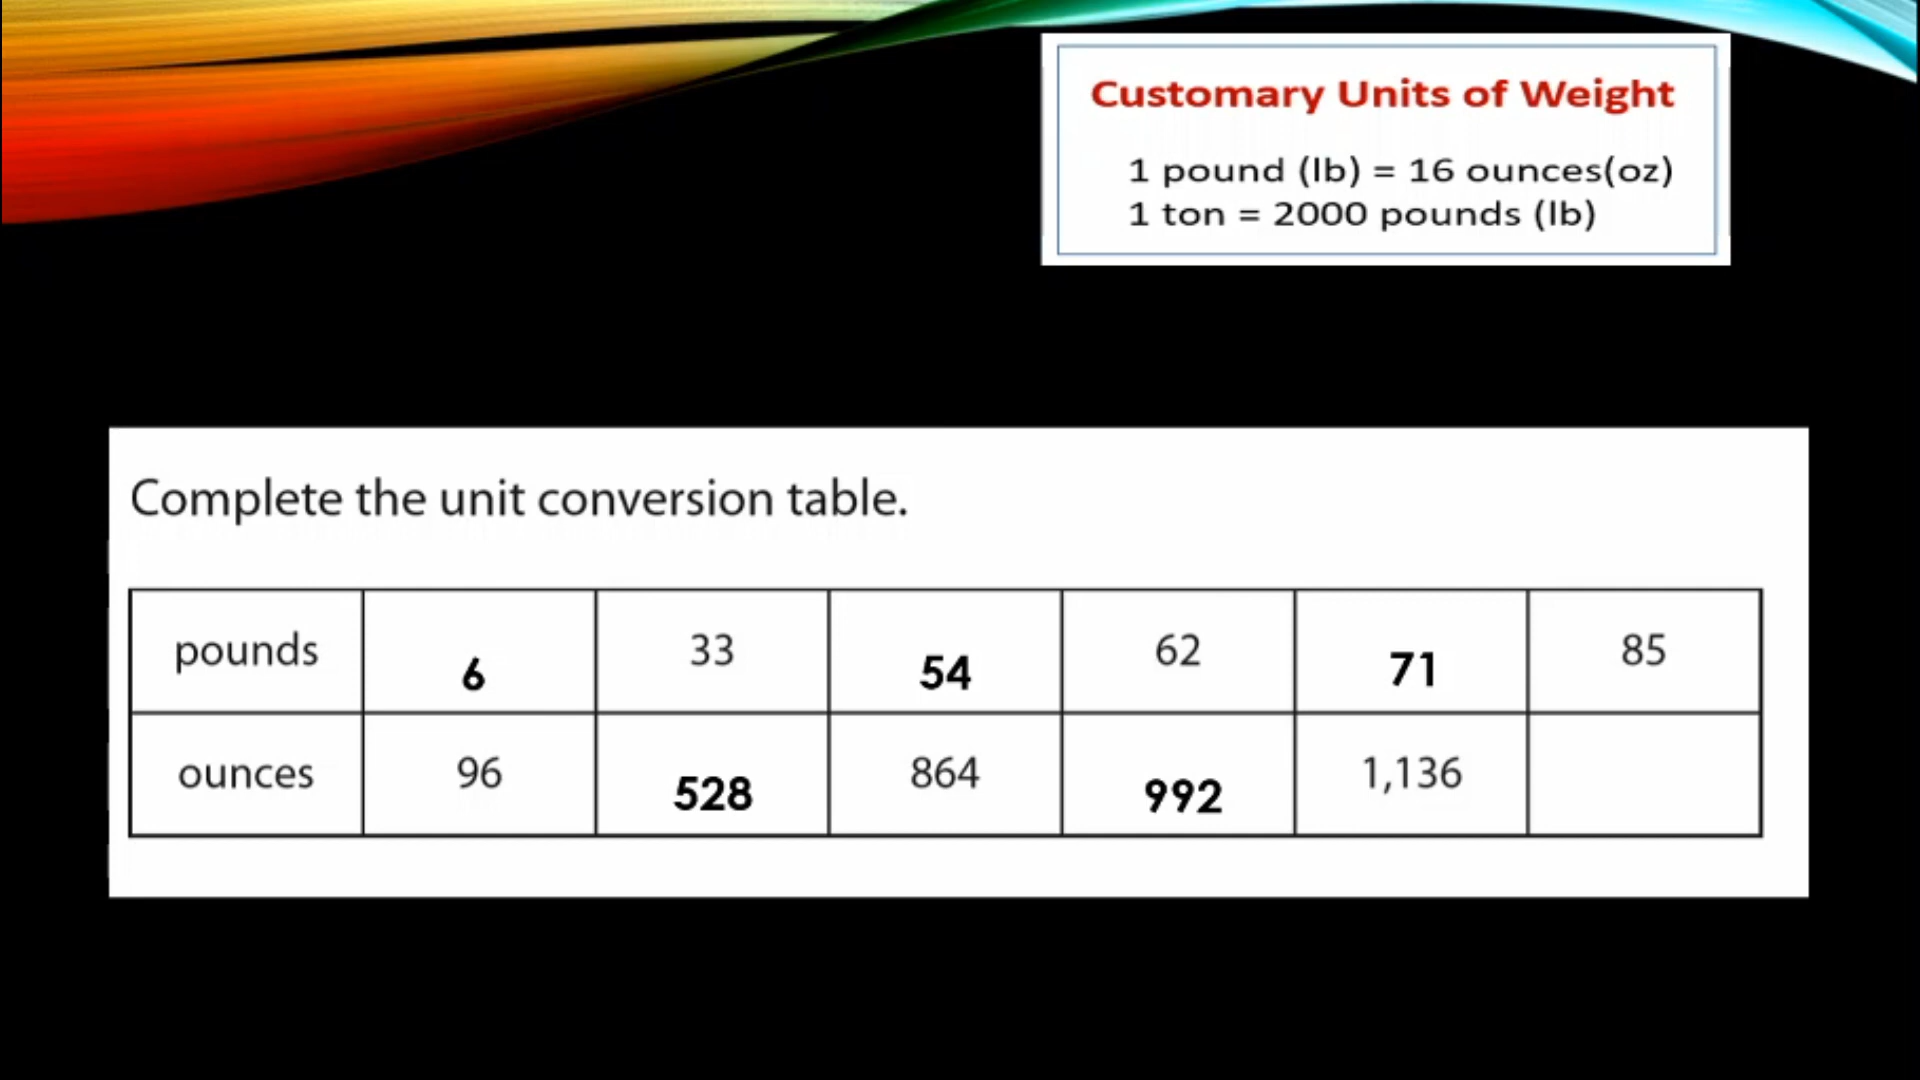 Customary Units of Weight
1 pound (lb) = 16 ounces(oz)
1 ton = 2000 pounds (lb)
Complete the unit conversion table.
pounds 6 33 54 62 71 85
ounces 96 528 864 992 1,136